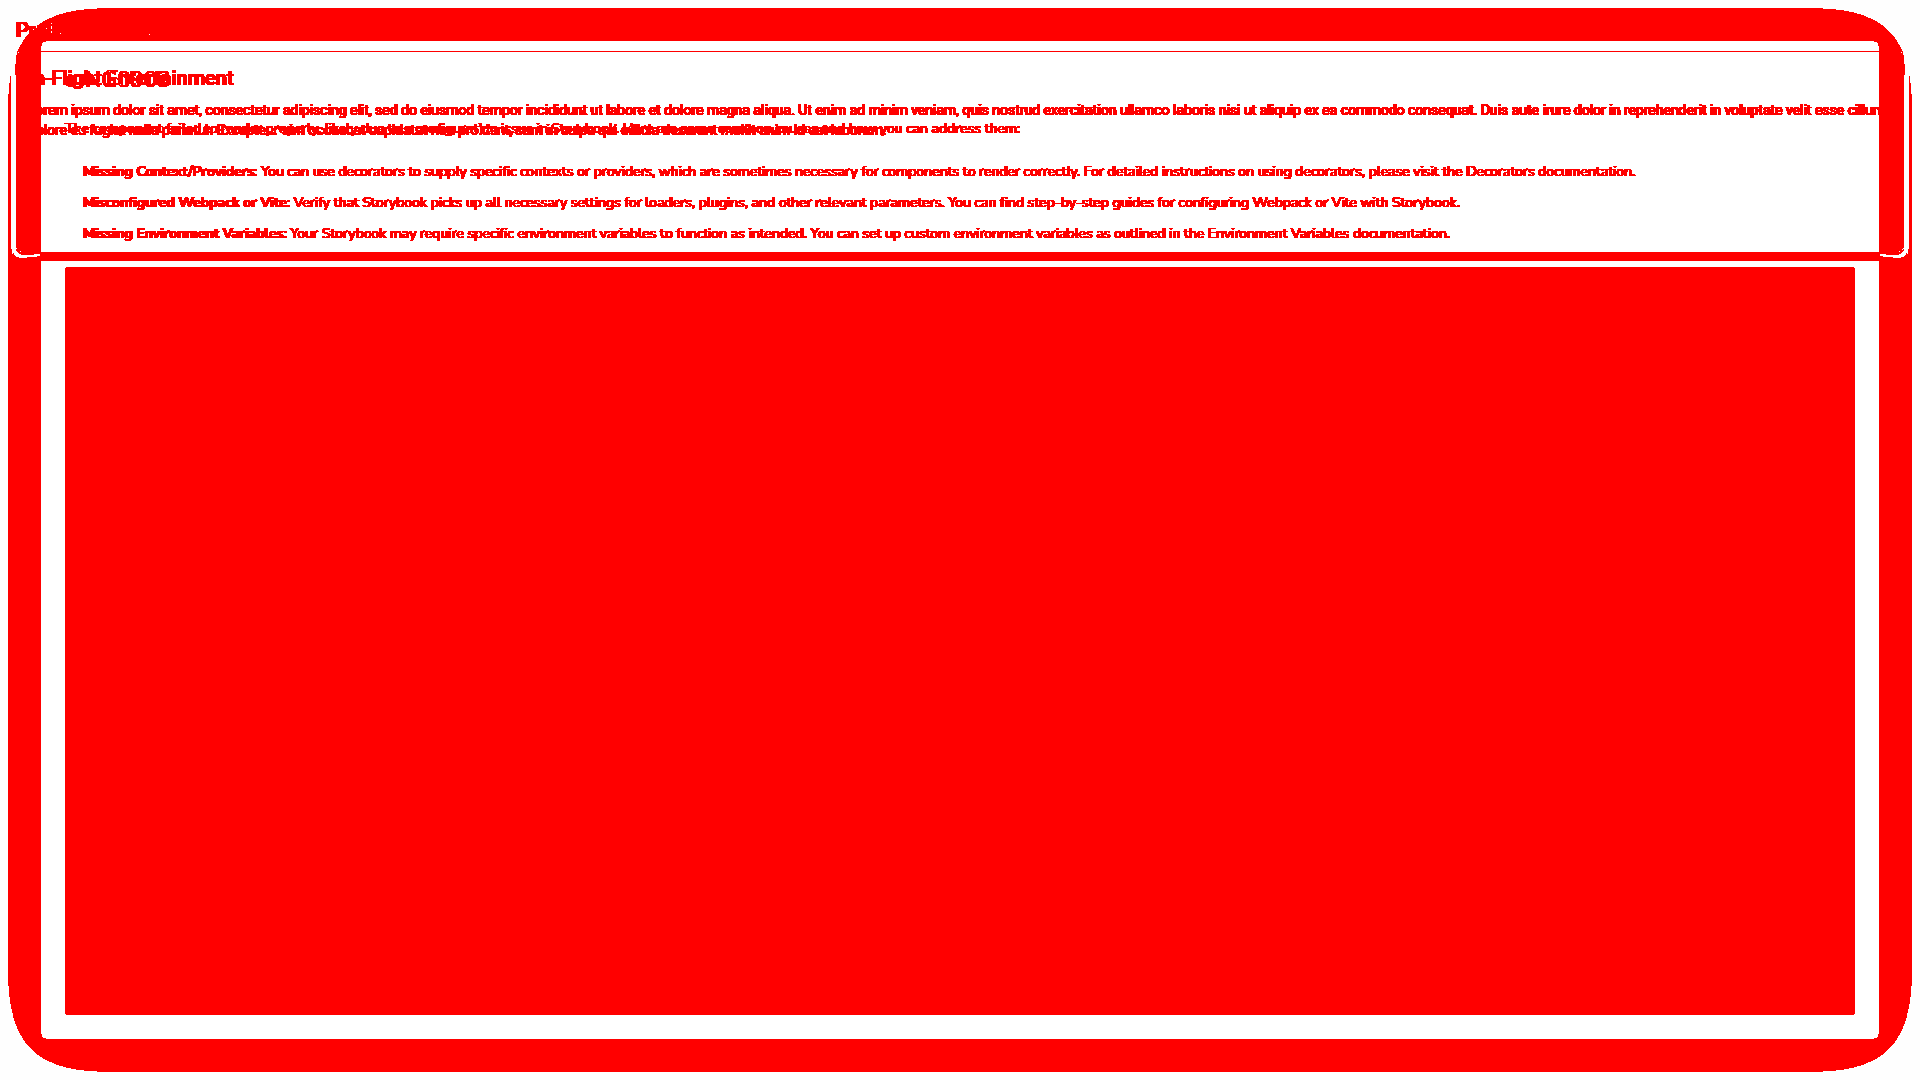 Flight Entertainment
orem ipsum dolor sit amet, consectetur adipiscing elit, sed do eiusmod tempor incididunt ut labore et dolore magna aliqua. Ut enim ad minim veniam, quis nostrud exercitation ullamco laboris nisi ut aliquip ex ea commodo consequat. Duis aute irure dolor in reprehenderit in voluptate velit esse cillum
you can address them:
Missing Context/Providers: You can use decorators to supply specific contexts or providers, which are sometimes necessary for components to render correctly. For detailed instructions on using decorators, please visit the Decorators documentation.
Misconfigured Webpack or Vite: Verify that Storybook picks up all necessary settings for loaders, plugins, and other relevant parameters. You can find step-by-step guides for configuring Webpack or Vite with Storybook.
Missing Environment Variables: Your Storybook may require specific environment variables to function as intended. You can set up custom environment variables as outlined in the Environment Variables documentation.